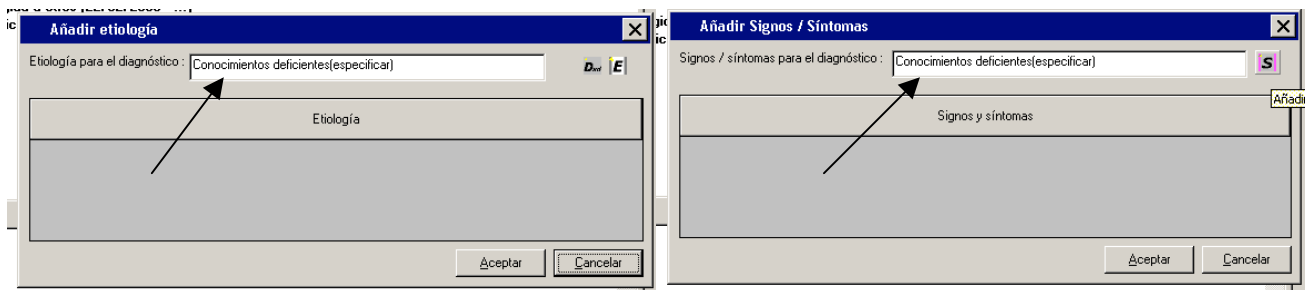 Añadir etiología
Etiología para el diagnóstico : Conocimientos deficientes(especificar)
E
Etiología
Aceptar Cancelar
Añadir Signos / Síntomas
Signos / síntomas para el diagnóstico : Conocimientos deficientes(especificar)
S
Añadi
Signos y síntomas
Aceptar Cancelar